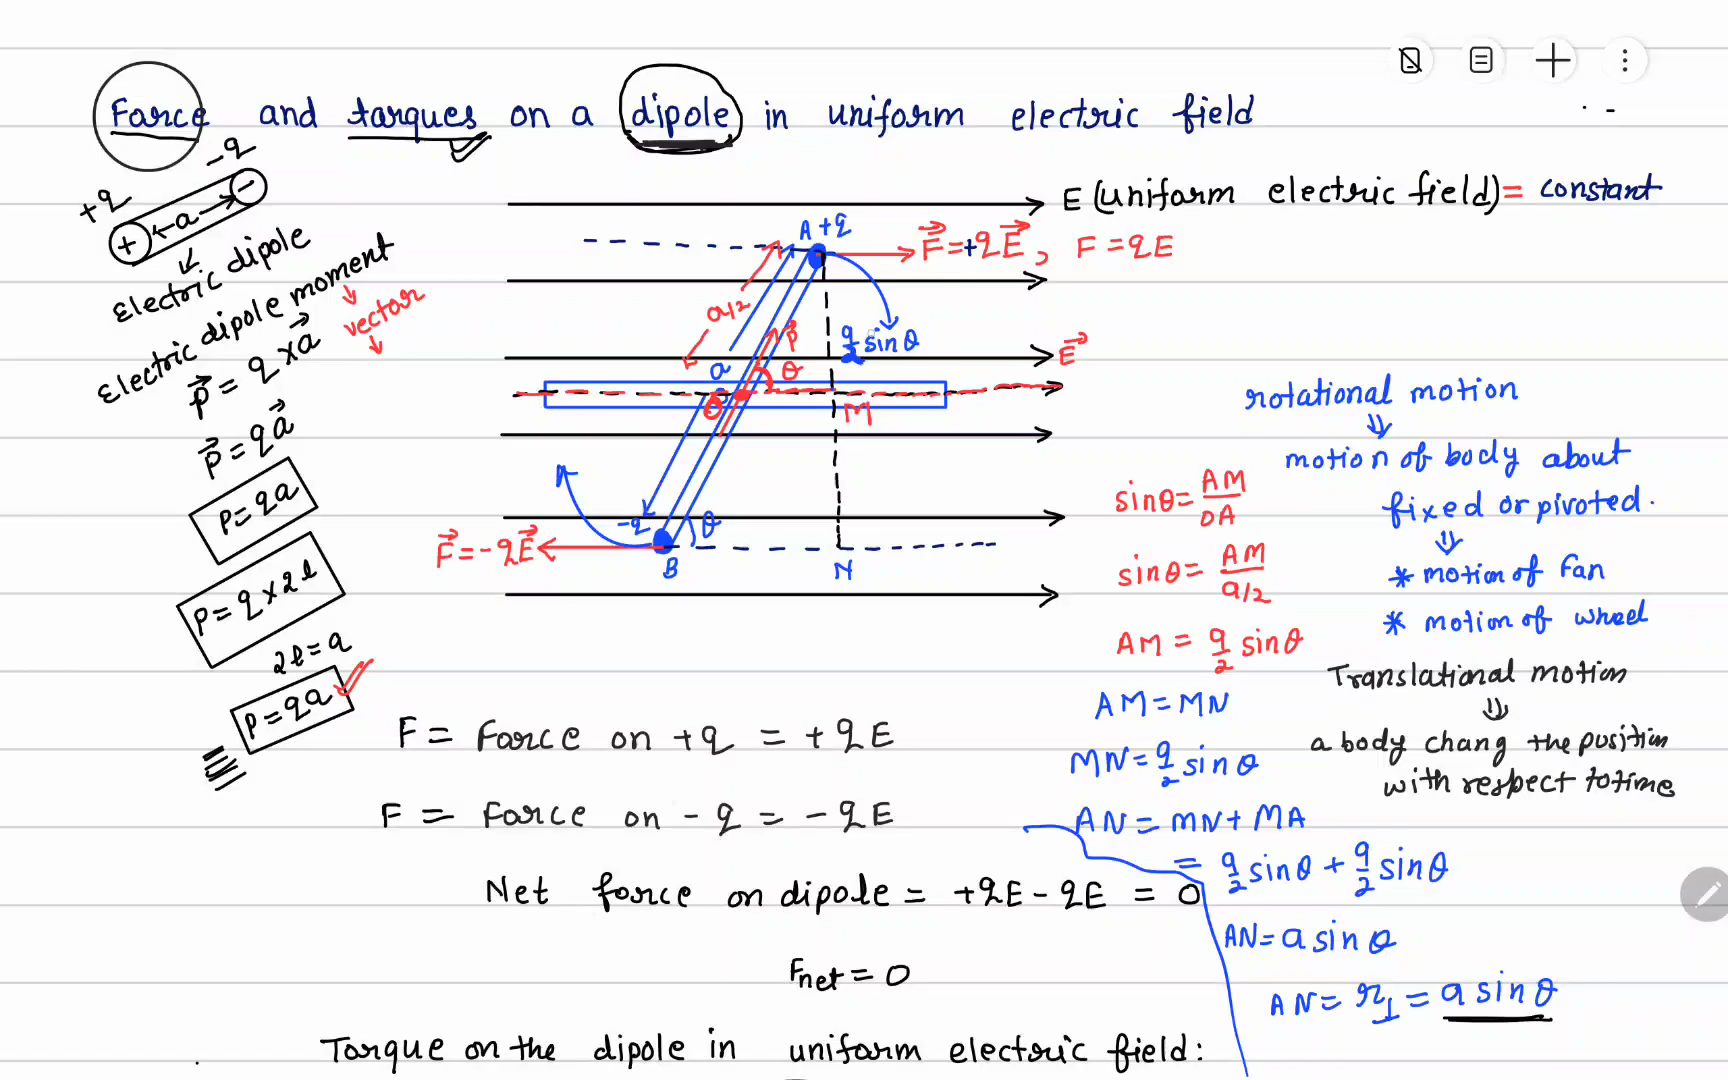 Farce and tarques on a dipole in uniform electric field
-q
+q
+ a -
Electric dipole
Electric dipole moment
vector
p⃗ = q × a⃗
p⃗ = q a⃗
P = qa
P = q × 2l
2l = a
P = qa
E (uniform electric field) = constant
A +q
F⃗ = +qE⃗, F = qE
a/2
p⃗
a/2 sinθ
E⃗
a
θ
O
M
-q
θ
F⃗ = -qE⃗
B
N
rotational motion
⇓
motion of body about
fixed or pivoted.
⇓
* motion of fan
* motion of wheel
Translational motion
⇓
a body chang the position
with respect to time
sinθ = AM/OA
sinθ = AM/a/2
AM = a/2 sinθ
AM = MN
MN = a/2 sinθ
AN = MN + MA
= a/2 sinθ + a/2 sinθ
AN = a sinθ
AN = r⊥ = a sinθ
F = Force on +q = +qE
F = Force on -q = -qE
Net force on dipole = +qE - qE = 0
Fnet = 0
Torque on the dipole in uniform electric field: